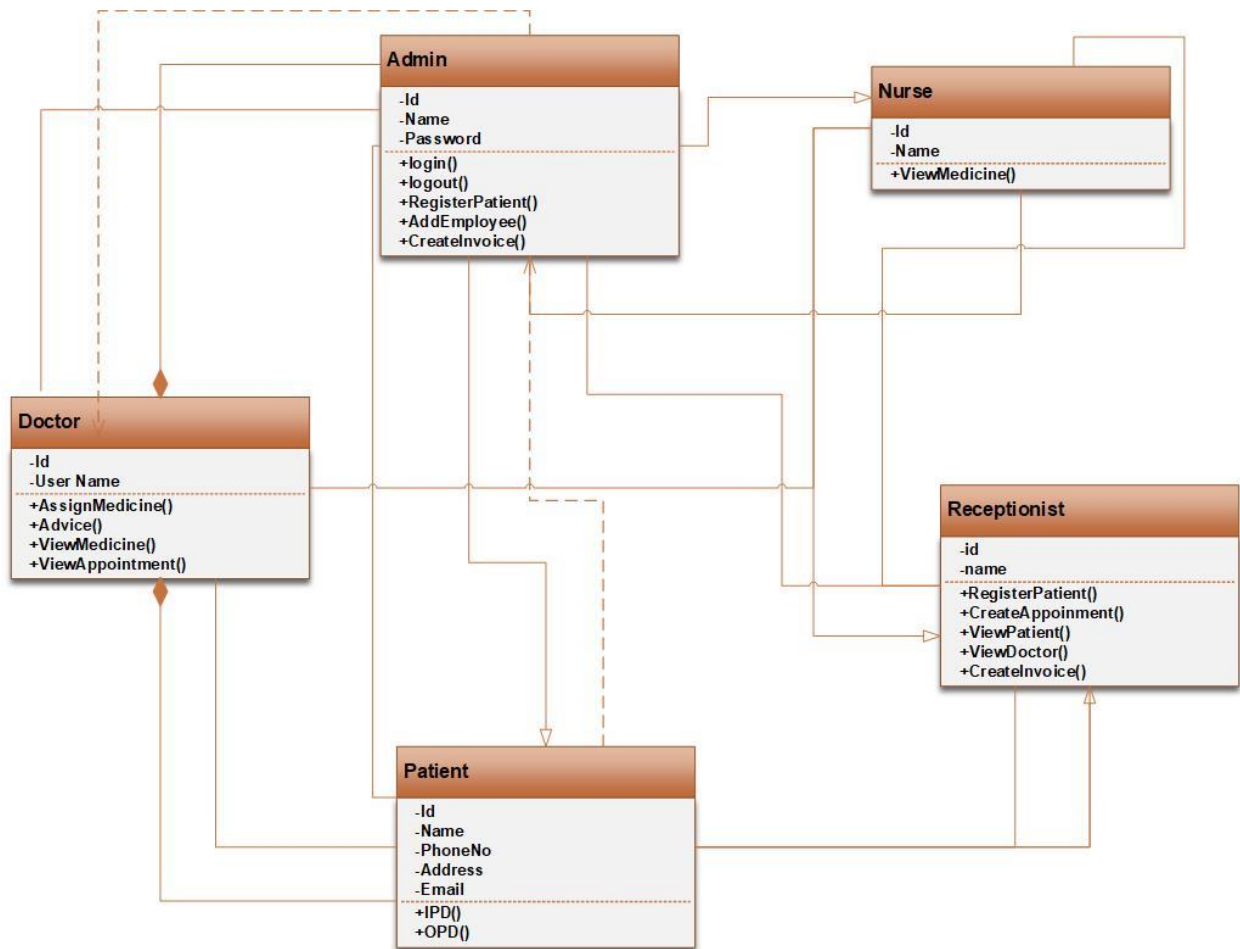 Admin
-Id
-Name
-Password
+login()
+logout()
+RegisterPatient()
+AddEmployee()
+CreateInvoice()
Nurse
-Id
-Name
+ViewMedicine()
Doctor
-Id
-User Name
+AssignMedicine()
+Advice()
+ViewMedicine()
+ViewAppointment()
Receptionist
-id
-name
+RegisterPatient()
+CreateAppoinment()
+ViewPatient()
+ViewDoctor()
+CreateInvoice()
Patient
-Id
-Name
-PhoneNo
-Address
-Email
+IPD()
+OPD()